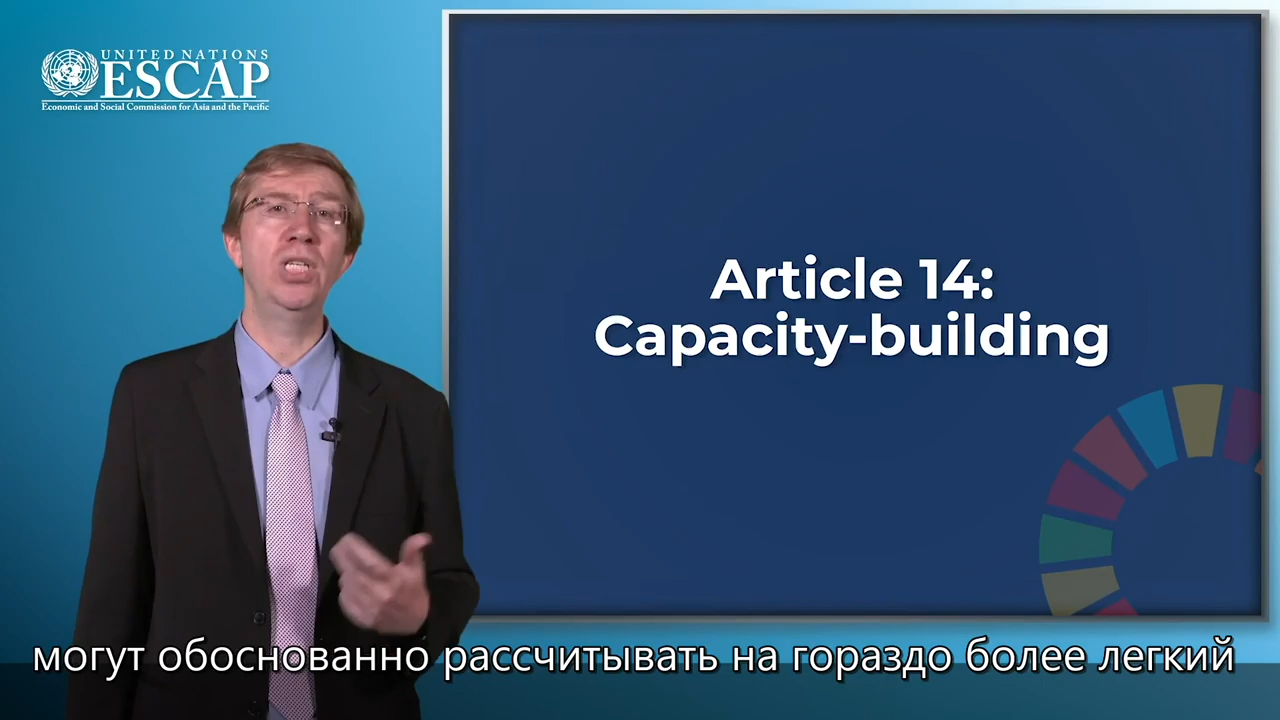 UNITED NATIONS
ESCAP
Economic and Social Commission for Asia and the Pacific
Article 14:
Capacity-building
могут обоснованно рассчитывать на гораздо более легкий